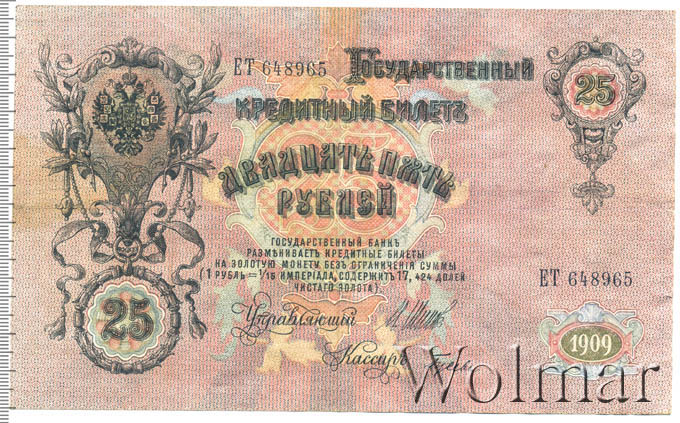 ЕТ 648965 Государственный
25
Кредитный Билетъ
Двадцать пять
рублей
ГОСУДАРСТВЕННЫЙ БАНКЪ
РАЗМѢНИВАЕТЪ КРЕДИТНЫЕ БИЛЕТЫ
НА ЗОЛОТУЮ МОНЕТУ БЕЗЪ ОГРАНИЧЕНІЯ СУММЫ
(1 РУБЛЬ = 1/15 ИМПЕРІАЛА, СОДЕРЖИТЪ 17,424 ДОЛЕЙ
ЧИСТАГО ЗОЛОТА).
ЕТ 648965
25
Управляющій
Кассиръ
1909
Wolmar